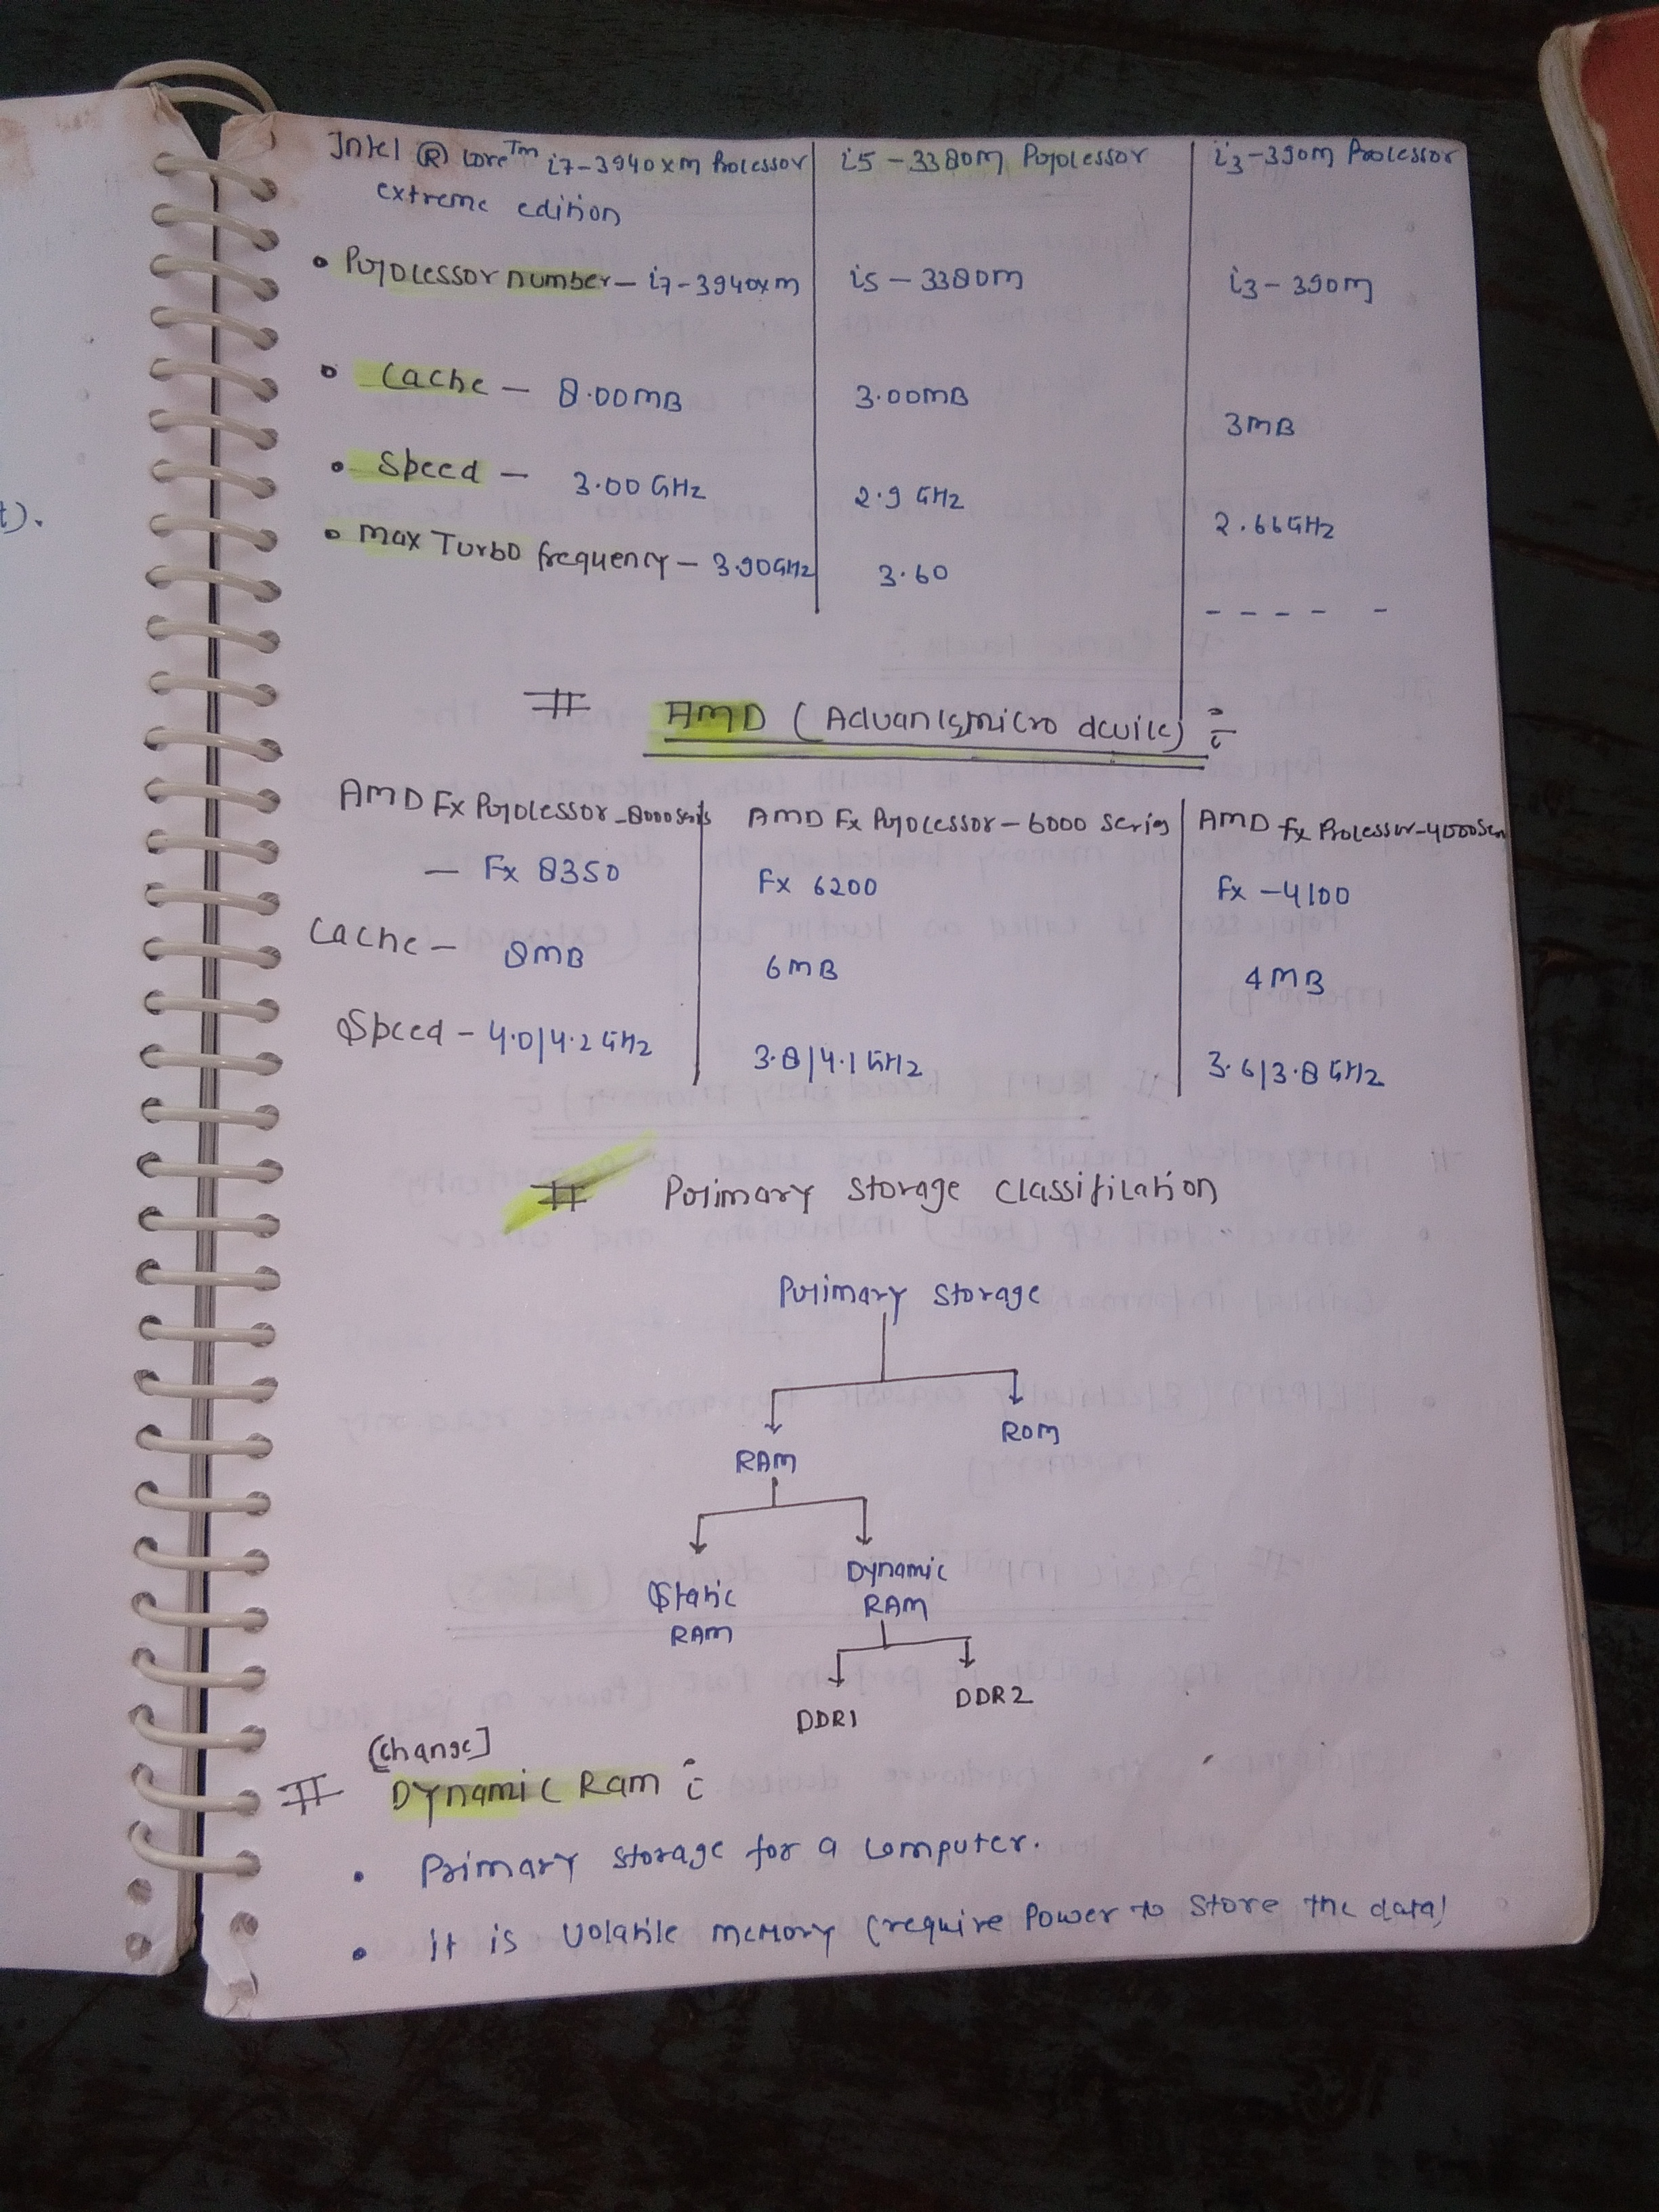 Intel ® Core™ i7-3940xm Processor | i5-3380m Processor | i3-390m Processor
extreme edition
• Processor number - i7-3940xm | i5-3380m | i3-390m
• Cache - 8.00MB | 3.00MB | 3MB
• Speed - 3.00 GHz | 2.9 GHz | 2.66GHz
• Max Turbo frequency - 3.90GHz | 3.60 | - - - - -
# AMD ( micro device) :-
AMD Fx Processor - 8000 series | AMD Fx Processor - 6000 series | AMD fx Processor - 4000
- Fx 8350 | Fx 6200 | fx - 4100
Cache - 8MB | 6MB | 4MB
Speed - 4.0/4.2 GHz | 3.8/4.1 GHz | 3.6/3.8 GHz
# Primary Storage Classification
Primary Storage
RAM ROM
Static RAM Dynamic RAM
DDR1 DDR2
[Change]
# Dynamic Ram :
• Primary storage for a computer.
• it is volatile memory (require Power to store the data)
t).